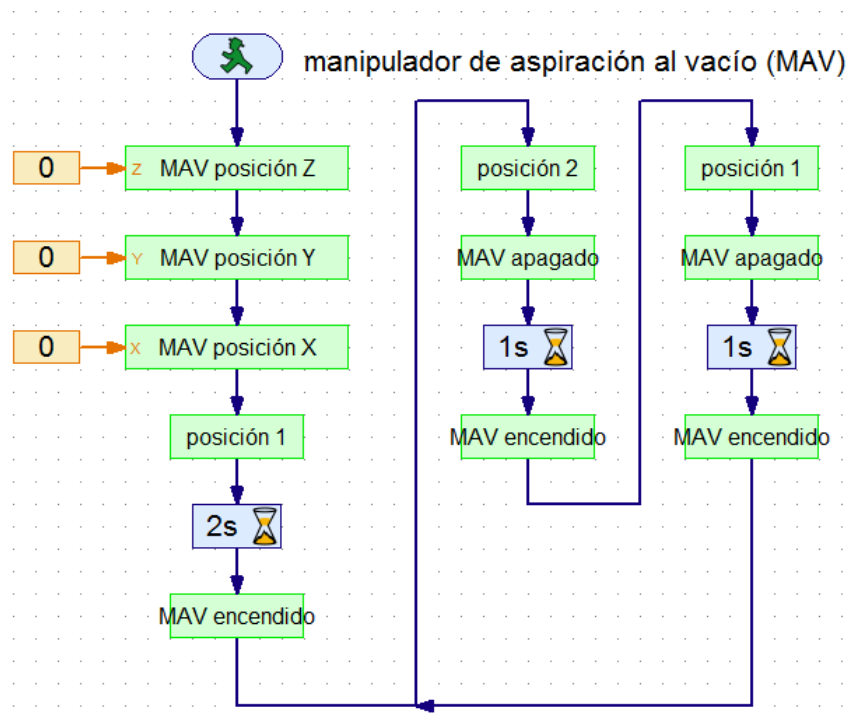 manipulador de aspiración al vacío (MAV)
0
Z MAV posición Z
0
Y MAV posición Y
0
X MAV posición X
posición 1
2s
MAV encendido
posición 2
MAV apagado
1s
MAV encendido
posición 1
MAV apagado
1s
MAV encendido